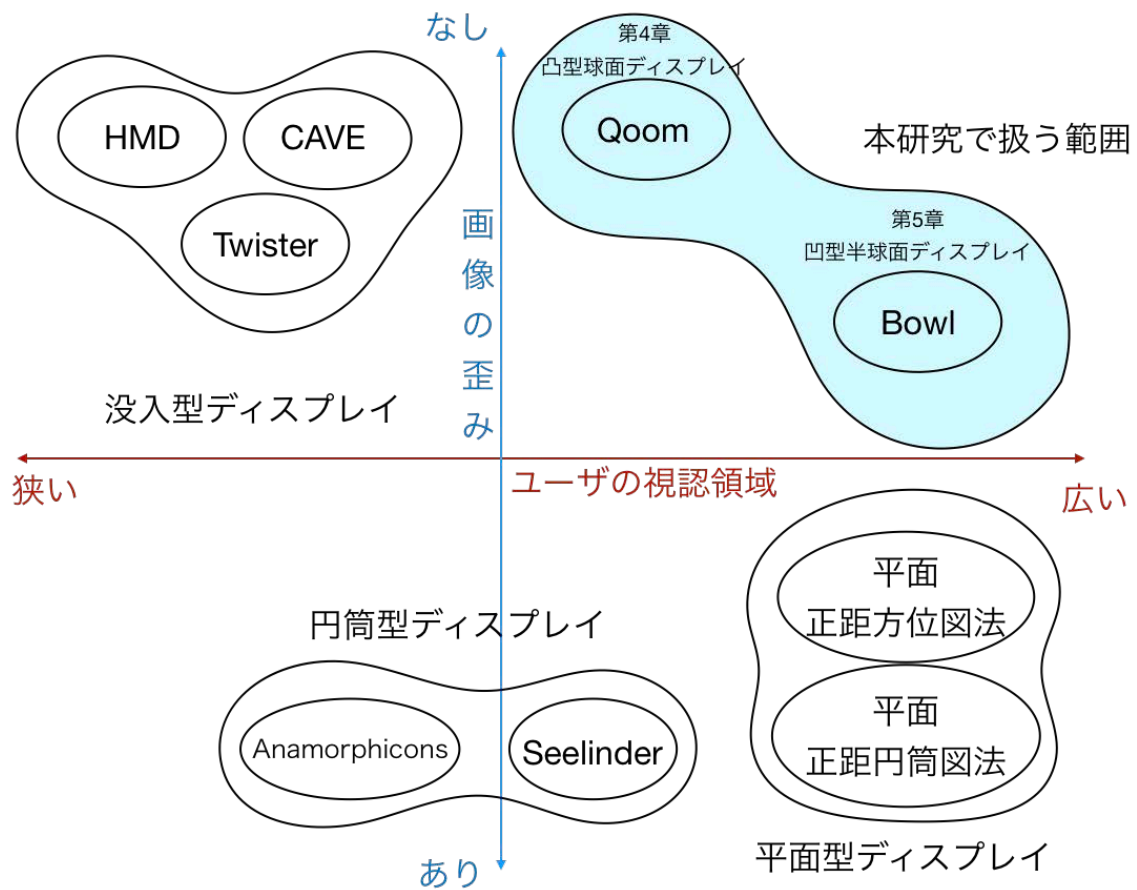 なし
第4章
凸型球面ディスプレイ
Qoom
HMD
CAVE
Twister
本研究で扱う範囲
第5章
凹型半球面ディスプレイ
Bowl
画像の歪み
没入型ディスプレイ
狭い
ユーザの視認領域
広い
円筒型ディスプレイ
Anamorphicons
Seelinder
平面
正距方位図法
平面
正距円筒図法
平面型ディスプレイ
あり